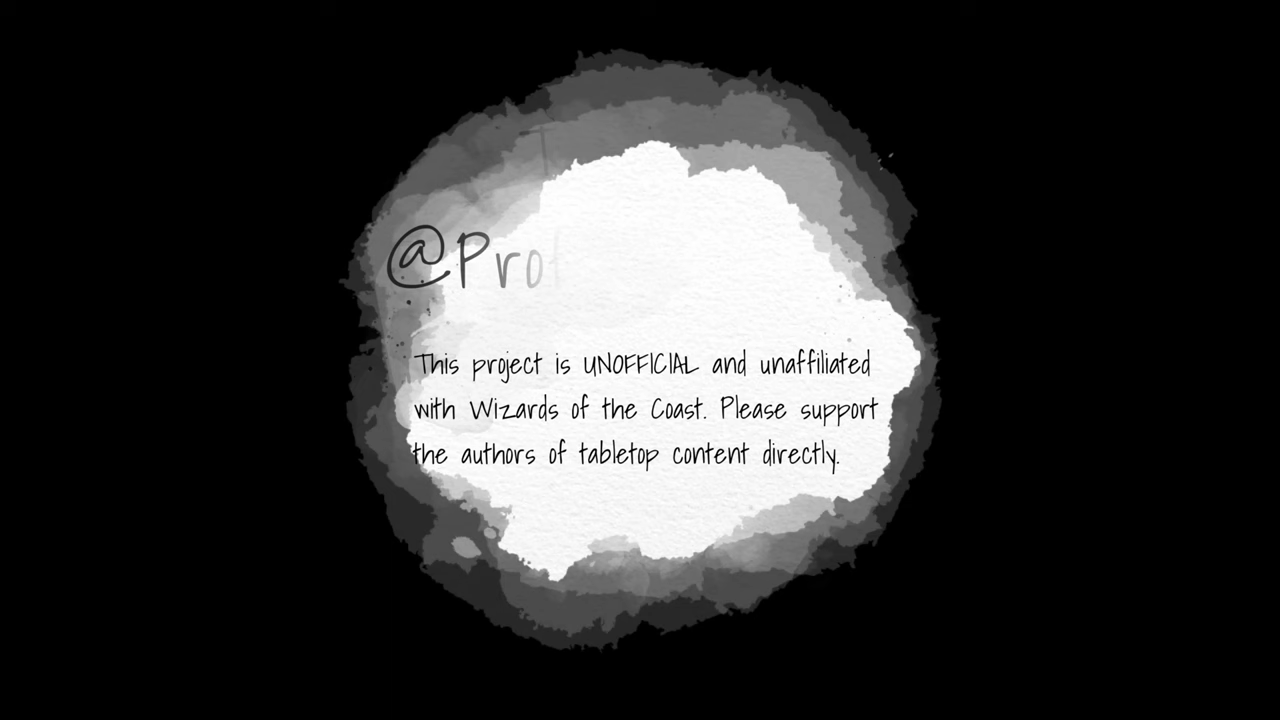 @Pro
This project is UNOFFICIAL and unaffiliated
with Wizards of the Coast. Please support
the authors of tabletop content directly.